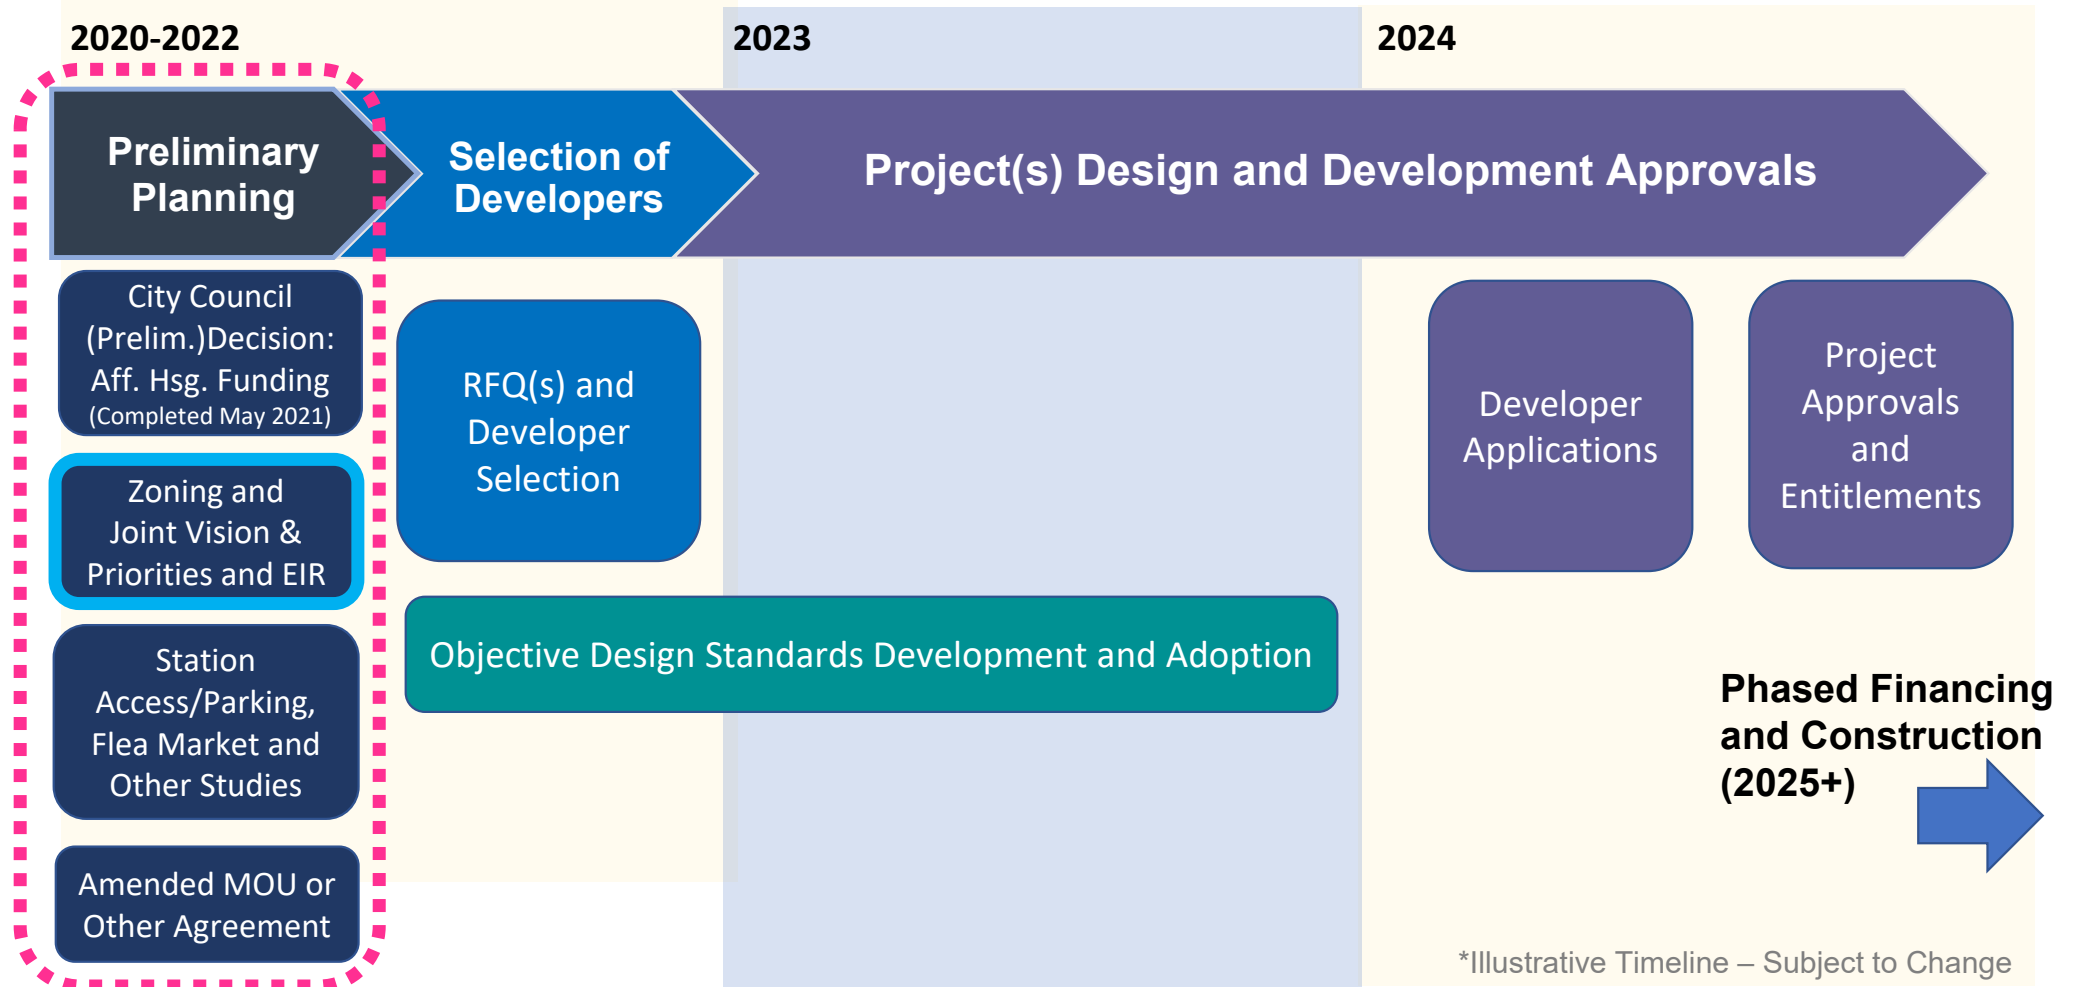 2020-2022
2023
2024
Preliminary
Planning
Selection of
Developers
Project(s) Design and Development Approvals
City Council
(Prelim.)Decision:
Aff. Hsg. Funding
(Completed May 2021)
Zoning and
Joint Vision &
Priorities and EIR
Station
Access/Parking,
Flea Market and
Other Studies
Amended MOU or
Other Agreement
RFQ(s) and
Developer
Selection
Objective Design Standards Development and Adoption
Developer
Applications
Project
Approvals
and
Entitlements
Phased Financing
and Construction
(2025+)
*Illustrative Timeline – Subject to Change